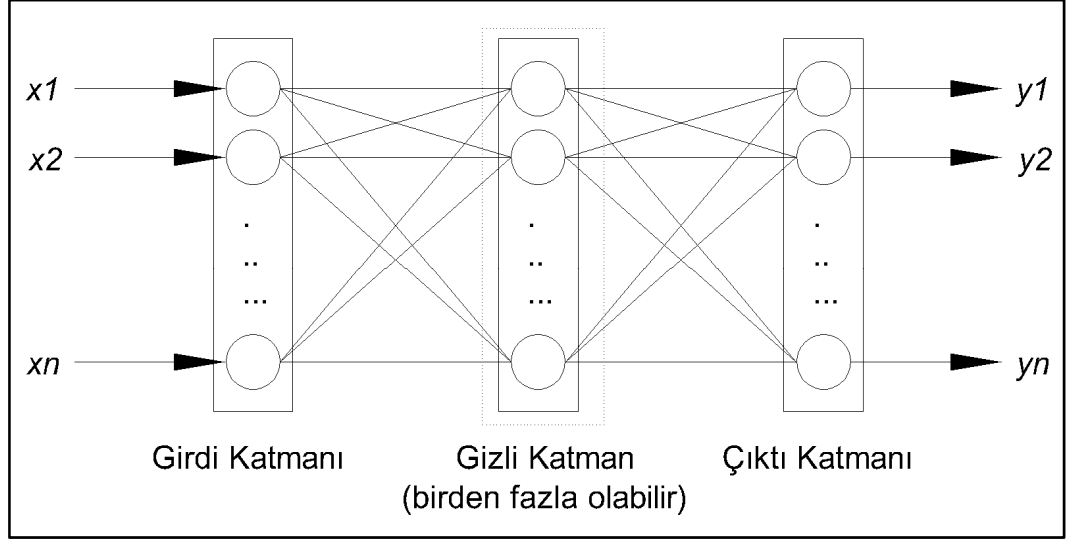 x1
y1
x2
y2
.
.
.
..
..
..
...
...
...
xn
yn
Girdi Katmanı
Gizli Katman
Çıktı Katmanı
(birden fazla olabilir)